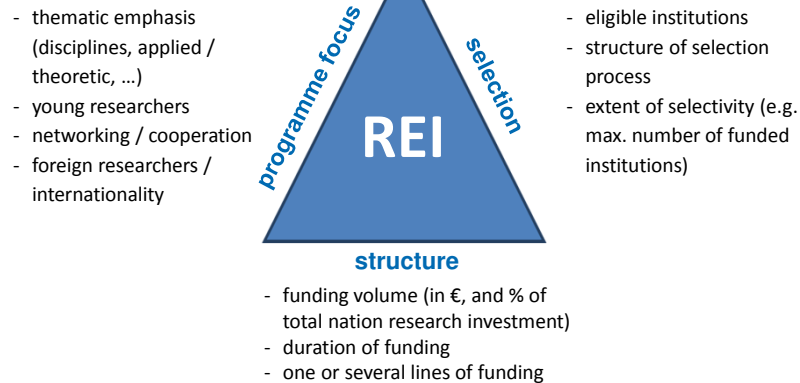 - thematic emphasis
(disciplines, applied /
theoretic, …)
- young researchers
- networking / cooperation
- foreign researchers /
internationality
programme focus
REI
selection
- eligible institutions
- structure of selection
process
- extent of selectivity (e.g.
max. number of funded
institutions)
structure
- funding volume (in €, and % of
total nation research investment)
- duration of funding
- one or several lines of funding